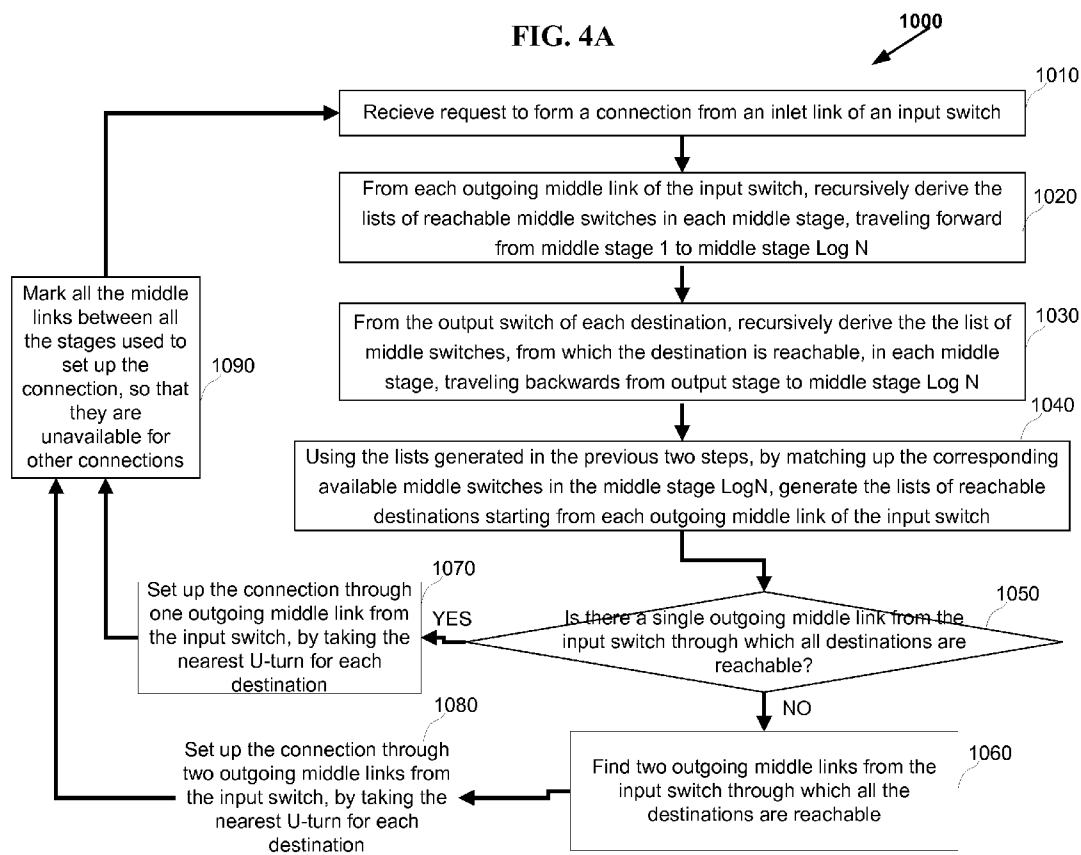 FIG. 4A
1000
1010
Recieve request to form a connection from an inlet link of an input switch
From each outgoing middle link of the input switch, recursively derive the
lists of reachable middle switches in each middle stage, traveling forward
from middle stage 1 to middle stage Log N
1020
From the output switch of each destination, recursively derive the the list of
middle switches, from which the destination is reachable, in each middle
stage, traveling backwards from output stage to middle stage Log N
1030
1040
Using the lists generated in the previous two steps, by matching up the corresponding
available middle switches in the middle stage LogN, generate the lists of reachable
destinations starting from each outgoing middle link of the input switch
1050
Is there a single outgoing middle link from the
input switch through which all destinations are
reachable?
YES
NO
1070
Set up the connection through
one outgoing middle link from
the input switch, by taking the
nearest U-turn for each
destination
1060
Find two outgoing middle links from the
input switch through which all the
destinations are reachable
1080
Set up the connection through
two outgoing middle links from
the input switch, by taking the
nearest U-turn for each
destination
Mark all the middle
links between all
the stages used to
set up the
connection, so that
they are
unavailable for
other connections
1090